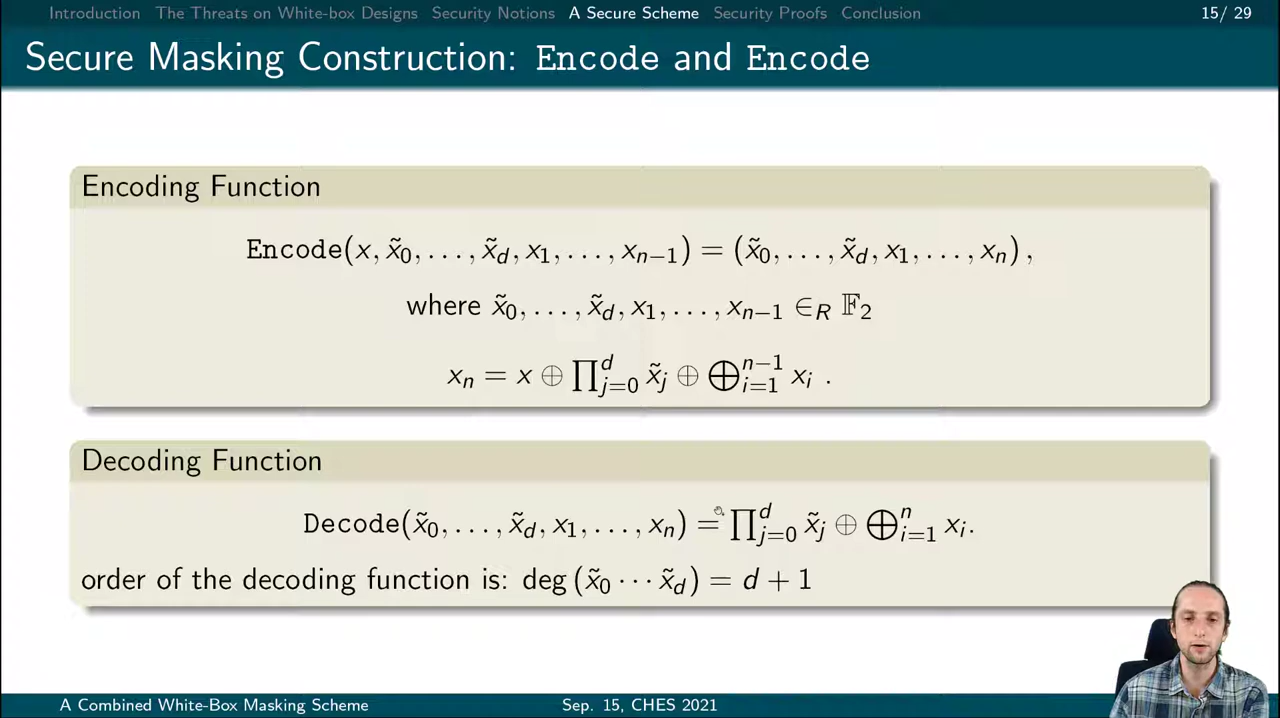 Introduction The Threats on White-box Designs Security Notions A Secure Scheme Security Proofs Conclusion 15/ 29
Secure Masking Construction: Encode and Encode
Encoding Function
Encode(x, x̃₀, . . . , x̃_d, x₁, . . . , x_{n−1}) = (x̃₀, . . . , x̃_d, x₁, . . . , x_n) ,
where x̃₀, . . . , x̃_d, x₁, . . . , x_{n−1} ∈_R 𝔽₂
x_n = x ⊕ ∏_{j=0}^{d} x̃_j ⊕ ⨁_{i=1}^{n−1} x_i .
Decoding Function
Decode(x̃₀, . . . , x̃_d, x₁, . . . , x_n) = ∏_{j=0}^{d} x̃_j ⊕ ⨁_{i=1}^{n} x_i.
order of the decoding function is: deg (x̃₀ · · · x̃_d) = d + 1
A Combined White-Box Masking Scheme Sep. 15, CHES 2021